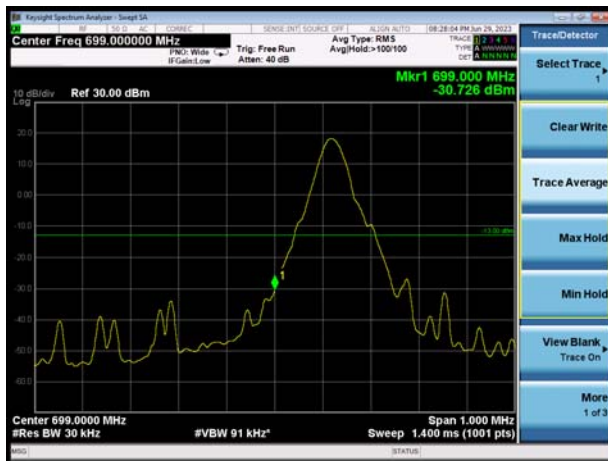 Keysight Spectrum Analyzer - Swept SA
RF 50 Ω AC CORREC SENSE:INT SOURCE OFF ALIGN AUTO 08:28:04 PM Jun 29, 2023
Center Freq 699.000000 MHz
PNO: Wide
IFGain:Low
Trig: Free Run
Atten: 40 dB
Avg Type: RMS
Avg|Hold:>100/100
TRACE 1 2 3 4 5 6
TYPE A WWWWW
DET A N N N N N
Mkr1 699.000 MHz
-30.726 dBm
10 dB/div Ref 30.00 dBm
Log
20.0
10.0
0.00
-10.0
-13.00 dBm
-20.0
1
-30.0
-40.0
-50.0
-60.0
Center 699.0000 MHz
Span 1.000 MHz
#Res BW 30 kHz
#VBW 91 kHz*
Sweep 1.400 ms (1001 pts)
MSG
STATUS
Trace/Detector
Select Trace
1
Clear Write
Trace Average
Max Hold
Min Hold
View Blank
Trace On
More
1 of 3